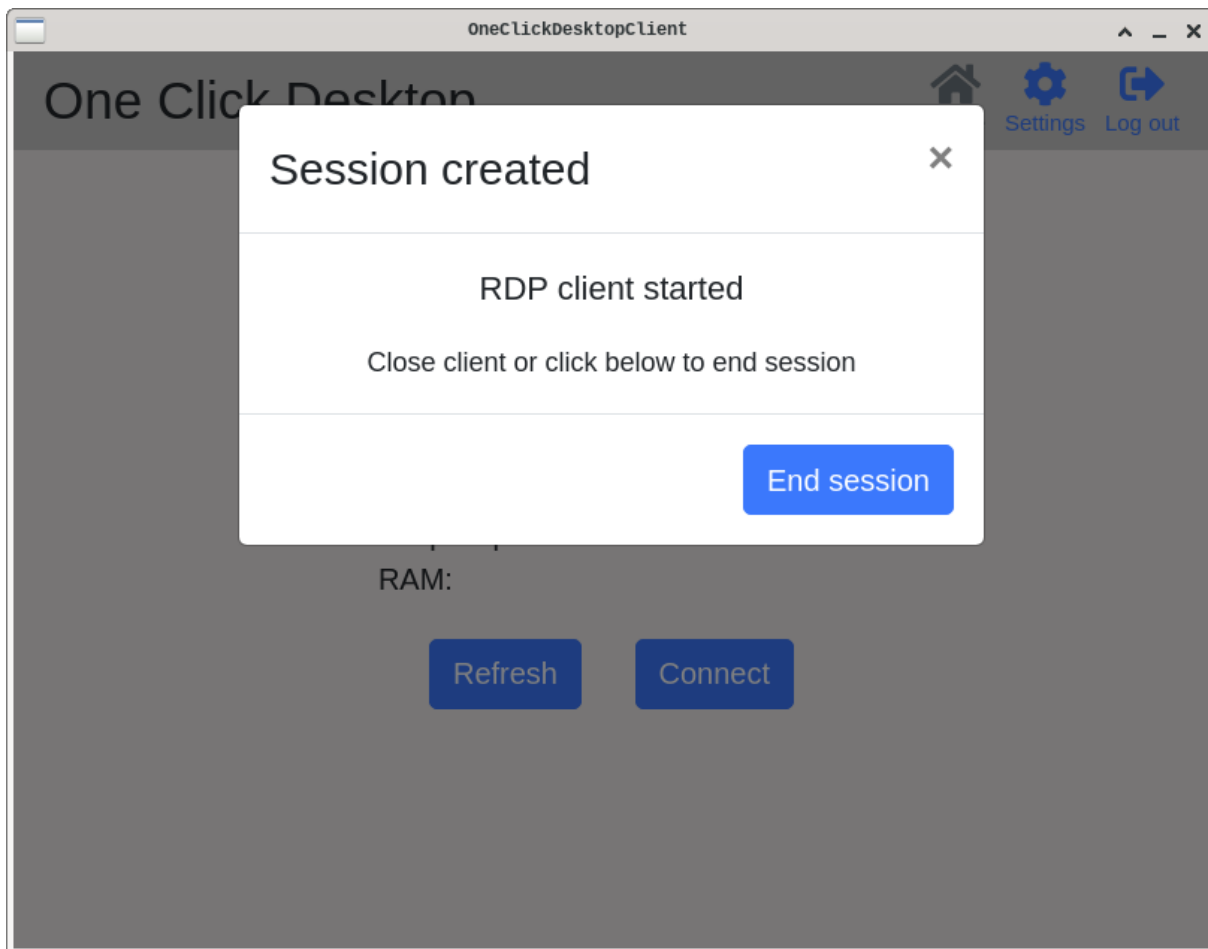 OneClickDesktopClient
One Click Desktop
Settings
Log out
Session created
×
RDP client started
Close client or click below to end session
End session
RAM:
Refresh
Connect